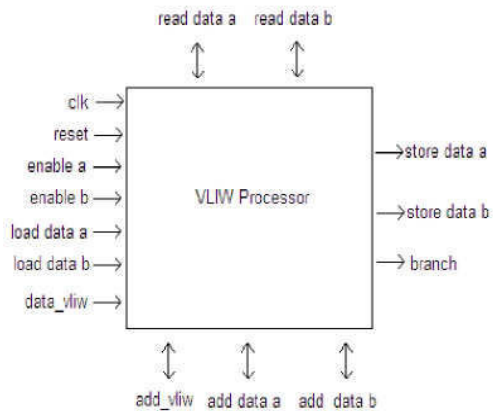 read data a read data b
clk
reset
enable a
enable b
load data a
load data b
data_vliw
VLIW Processor
store data a
store data b
branch
add_vliw add data a add data b